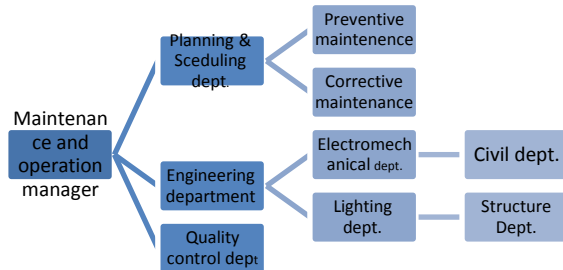 Maintenan
ce and
operation
manager
Planning &
Sceduling
dept.
Preventive
maintenence
Corrective
maintenance
Engineering
department
Electromech
anical dept.
Civil dept.
Lighting
dept.
Structure
Dept.
Quality
control dept